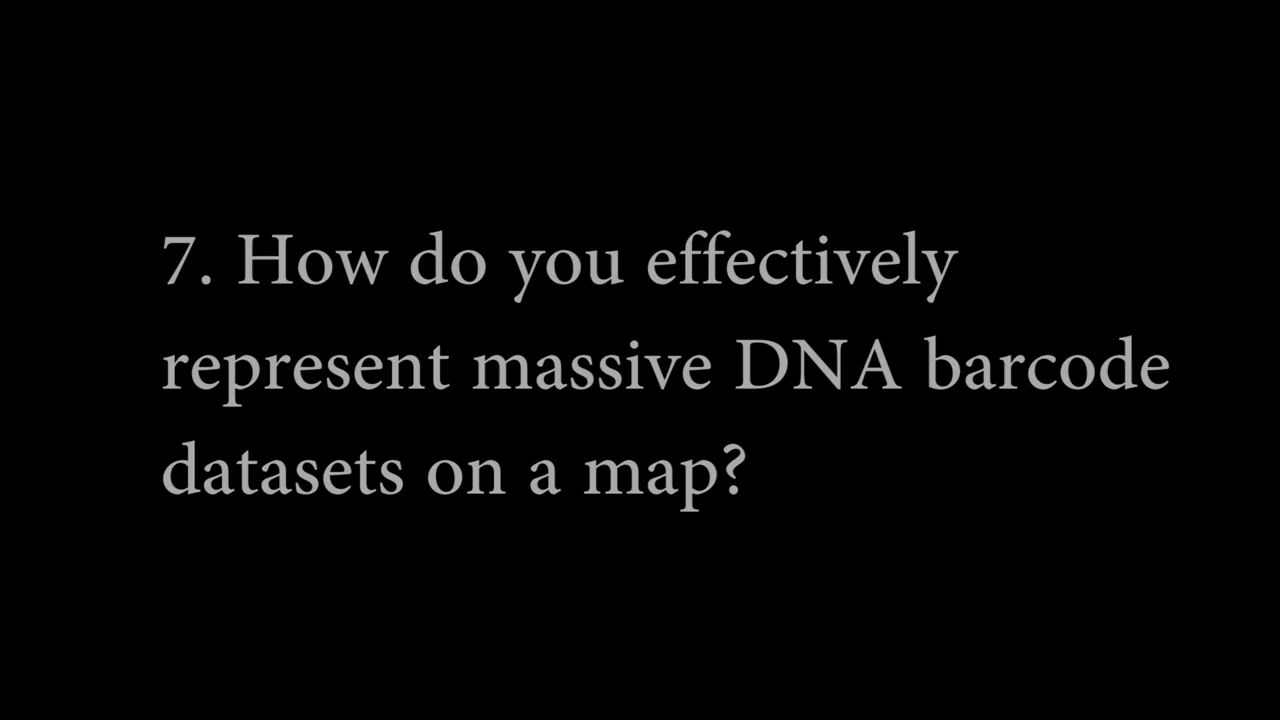 7. How do you effectively
represent massive DNA barcode
datasets on a map?